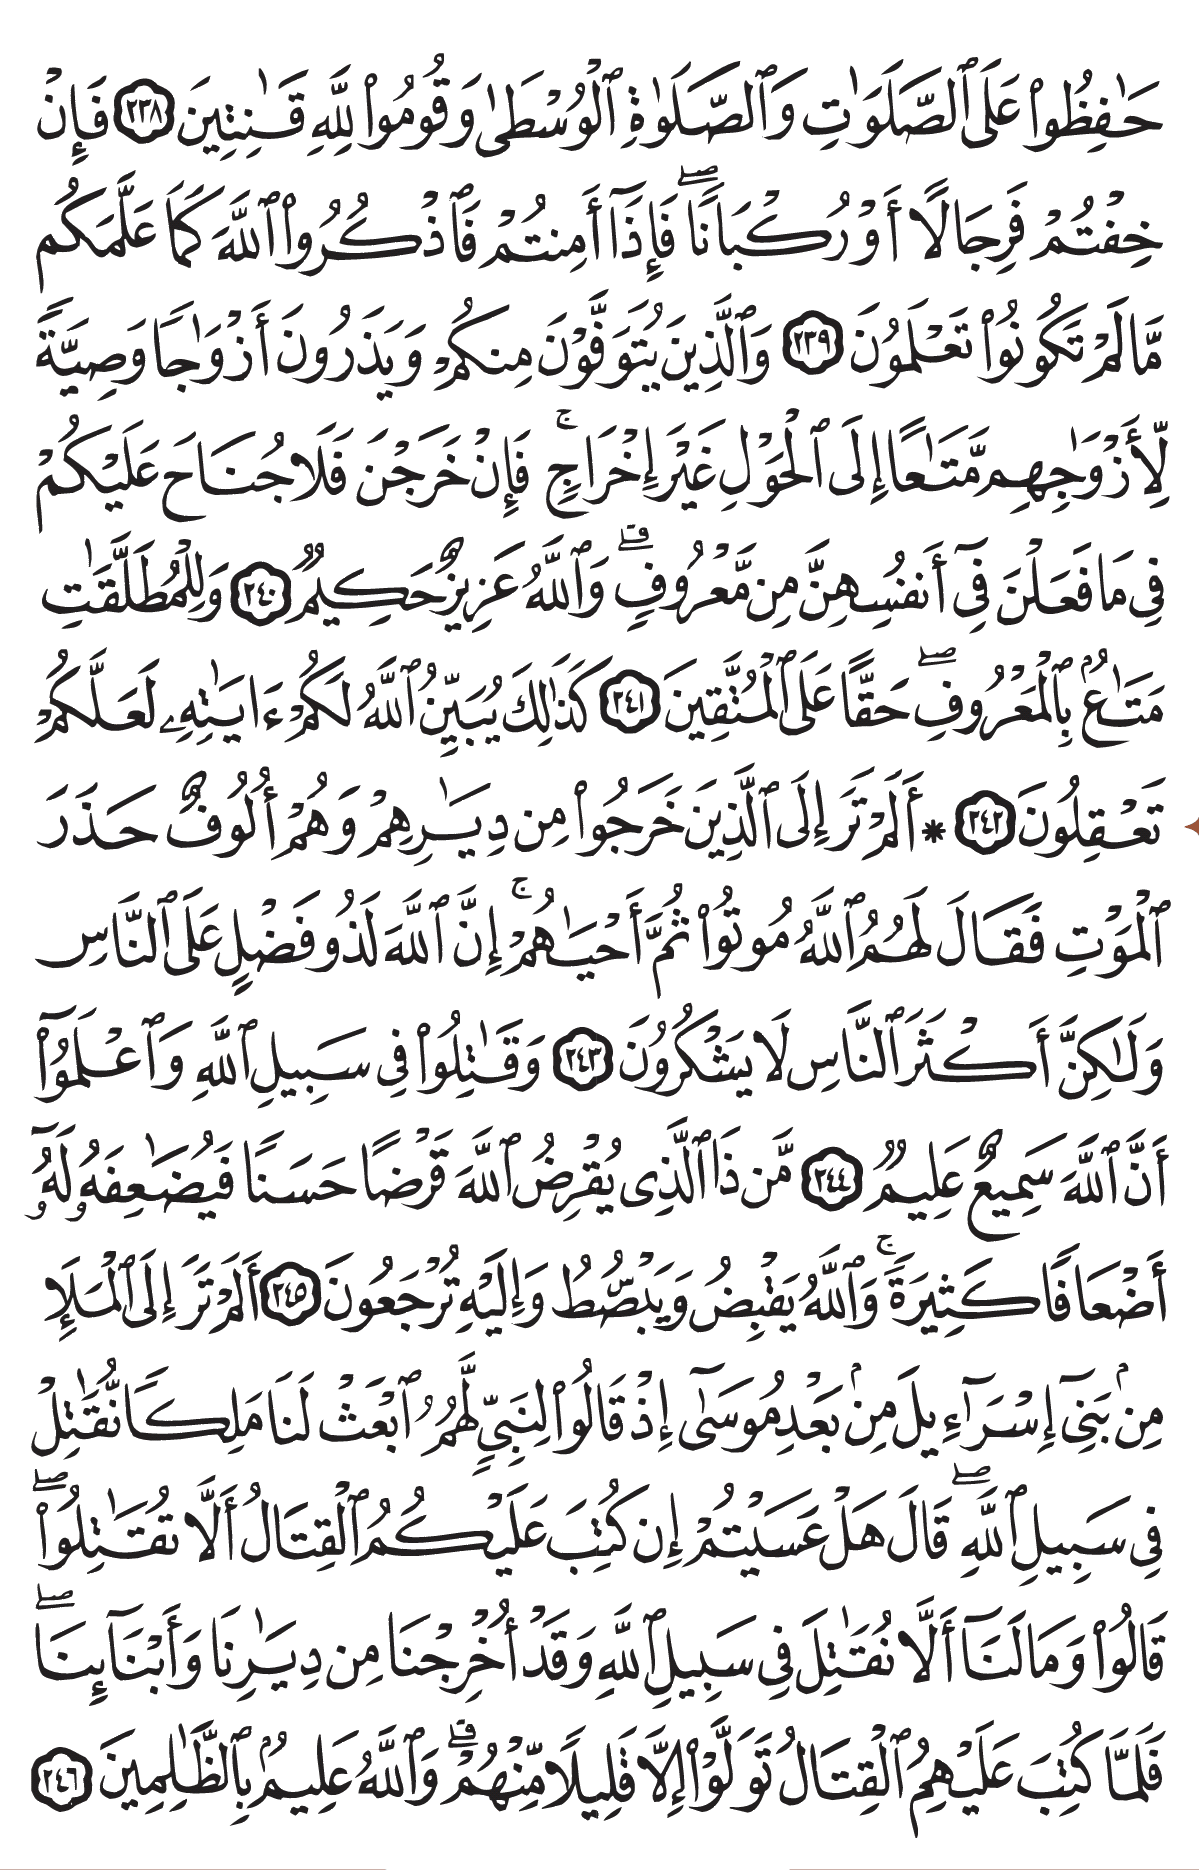 حَـٰفِظُوا۟ عَلَى ٱلصَّلَوَٰتِ وَٱلصَّلَوٰةِ ٱلْوُسْطَىٰ وَقُومُوا۟ لِلَّهِ قَـٰنِتِينَ ٢٣٨ فَإِنْ
خِفْتُمْ فَرِجَالًا أَوْ رُكْبَانًا ۖ فَإِذَآ أَمِنتُمْ فَٱذْكُرُوا۟ ٱللَّهَ كَمَا عَلَّمَكُم
مَّا لَمْ تَكُونُوا۟ تَعْلَمُونَ ٢٣٩ وَٱلَّذِينَ يُتَوَفَّوْنَ مِنكُمْ وَيَذَرُونَ أَزْوَٰجًا وَصِيَّةً
لِّأَزْوَٰجِهِم مَّتَـٰعًا إِلَى ٱلْحَوْلِ غَيْرَ إِخْرَاجٍ ۚ فَإِنْ خَرَجْنَ فَلَا جُنَاحَ عَلَيْكُمْ
فِى مَا فَعَلْنَ فِىٓ أَنفُسِهِنَّ مِن مَّعْرُوفٍ ۗ وَٱللَّهُ عَزِيزٌ حَكِيمٌ ٢٤٠ وَلِلْمُطَلَّقَـٰتِ
مَتَـٰعٌۢ بِٱلْمَعْرُوفِ ۖ حَقًّا عَلَى ٱلْمُتَّقِينَ ٢٤١ كَذَٰلِكَ يُبَيِّنُ ٱللَّهُ لَكُمْ ءَايَـٰتِهِۦ لَعَلَّكُمْ
تَعْقِلُونَ ٢٤٢ * أَلَمْ تَرَ إِلَى ٱلَّذِينَ خَرَجُوا۟ مِن دِيَـٰرِهِمْ وَهُمْ أُلُوفٌ حَذَرَ
ٱلْمَوْتِ فَقَالَ لَهُمُ ٱللَّهُ مُوتُوا۟ ثُمَّ أَحْيَـٰهُمْ ۚ إِنَّ ٱللَّهَ لَذُو فَضْلٍ عَلَى ٱلنَّاسِ
وَلَـٰكِنَّ أَكْثَرَ ٱلنَّاسِ لَا يَشْكُرُونَ ٢٤٣ وَقَـٰتِلُوا۟ فِى سَبِيلِ ٱللَّهِ وَٱعْلَمُوٓا۟
أَنَّ ٱللَّهَ سَمِيعٌ عَلِيمٌ ٢٤٤ مَّن ذَا ٱلَّذِى يُقْرِضُ ٱللَّهَ قَرْضًا حَسَنًا فَيُضَـٰعِفَهُۥ لَهُۥٓ
أَضْعَافًا كَثِيرَةً ۚ وَٱللَّهُ يَقْبِضُ وَيَبْصُۜطُ وَإِلَيْهِ تُرْجَعُونَ ٢٤٥ أَلَمْ تَرَ إِلَى ٱلْمَلَإِ
مِنۢ بَنِىٓ إِسْرَٰٓءِيلَ مِنۢ بَعْدِ مُوسَىٰٓ إِذْ قَالُوا۟ لِنَبِىٍّ لَّهُمُ ٱبْعَثْ لَنَا مَلِكًا نُّقَـٰتِلْ
فِى سَبِيلِ ٱللَّهِ ۖ قَالَ هَلْ عَسَيْتُمْ إِن كُتِبَ عَلَيْكُمُ ٱلْقِتَالُ أَلَّا تُقَـٰتِلُوا۟ ۖ
قَالُوا۟ وَمَا لَنَآ أَلَّا نُقَـٰتِلَ فِى سَبِيلِ ٱللَّهِ وَقَدْ أُخْرِجْنَا مِن دِيَـٰرِنَا وَأَبْنَآئِنَا ۖ
فَلَمَّا كُتِبَ عَلَيْهِمُ ٱلْقِتَالُ تَوَلَّوْا۟ إِلَّا قَلِيلًا مِّنْهُمْ ۗ وَٱللَّهُ عَلِيمٌۢ بِٱلظَّـٰلِمِينَ ٢٤٦